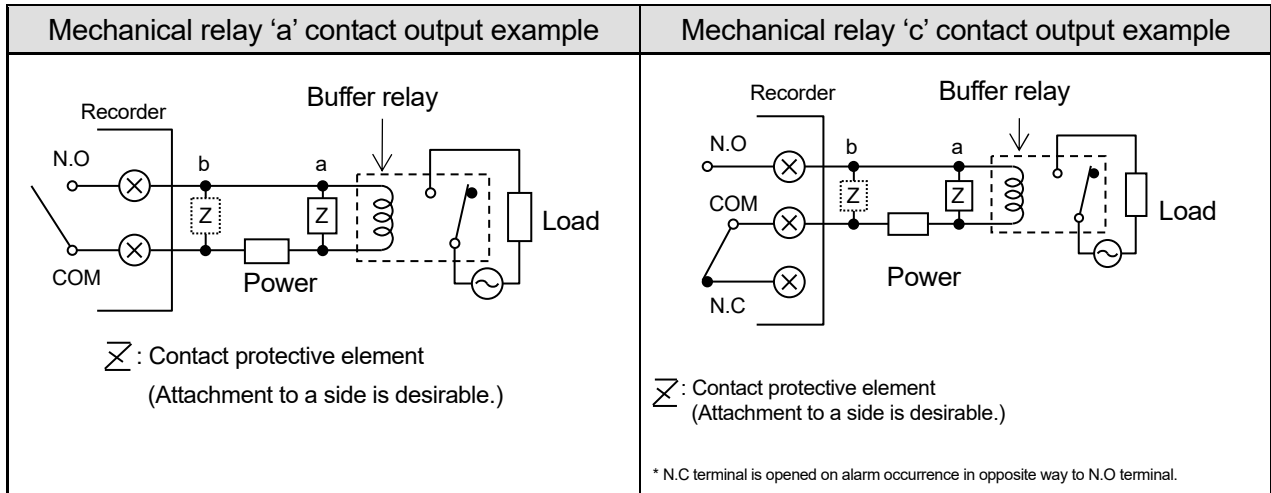 Mechanical relay ‘a’ contact output example
Buffer relay
Recorder
N.O
b
a
Z
Z
Load
COM
Power
Z : Contact protective element
(Attachment to a side is desirable.)
Mechanical relay ‘c’ contact output example
Recorder
Buffer relay
N.O
b
a
Z
Z
COM
Load
Power
N.C
Z : Contact protective element
(Attachment to a side is desirable.)
* N.C terminal is opened on alarm occurrence in opposite way to N.O terminal.